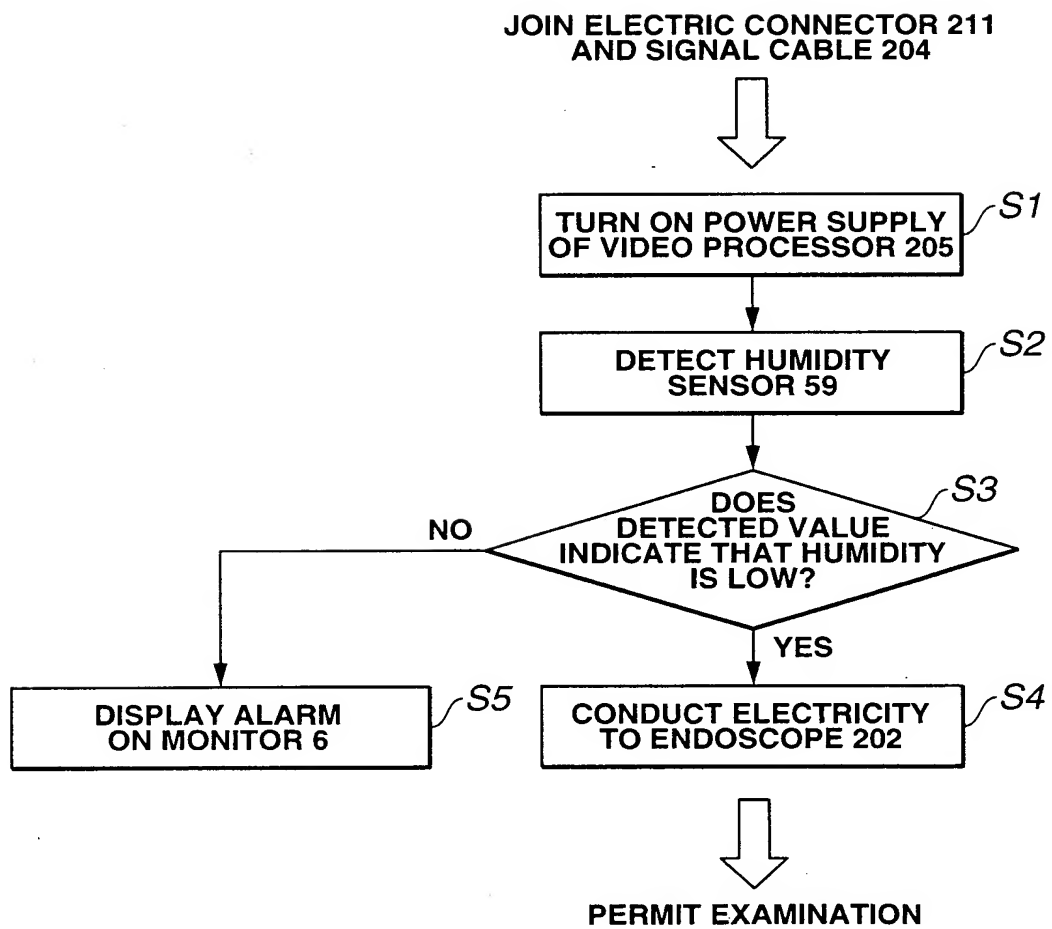 JOIN ELECTRIC CONNECTOR 211
AND SIGNAL CABLE 204
S1
TURN ON POWER SUPPLY
OF VIDEO PROCESSOR 205
S2
DETECT HUMIDITY
SENSOR 59
S3
DOES
DETECTED VALUE
INDICATE THAT HUMIDITY
IS LOW?
NO
YES
DISPLAY ALARM
ON MONITOR 6
S5
CONDUCT ELECTRICITY
TO ENDOSCOPE 202
S4
PERMIT EXAMINATION